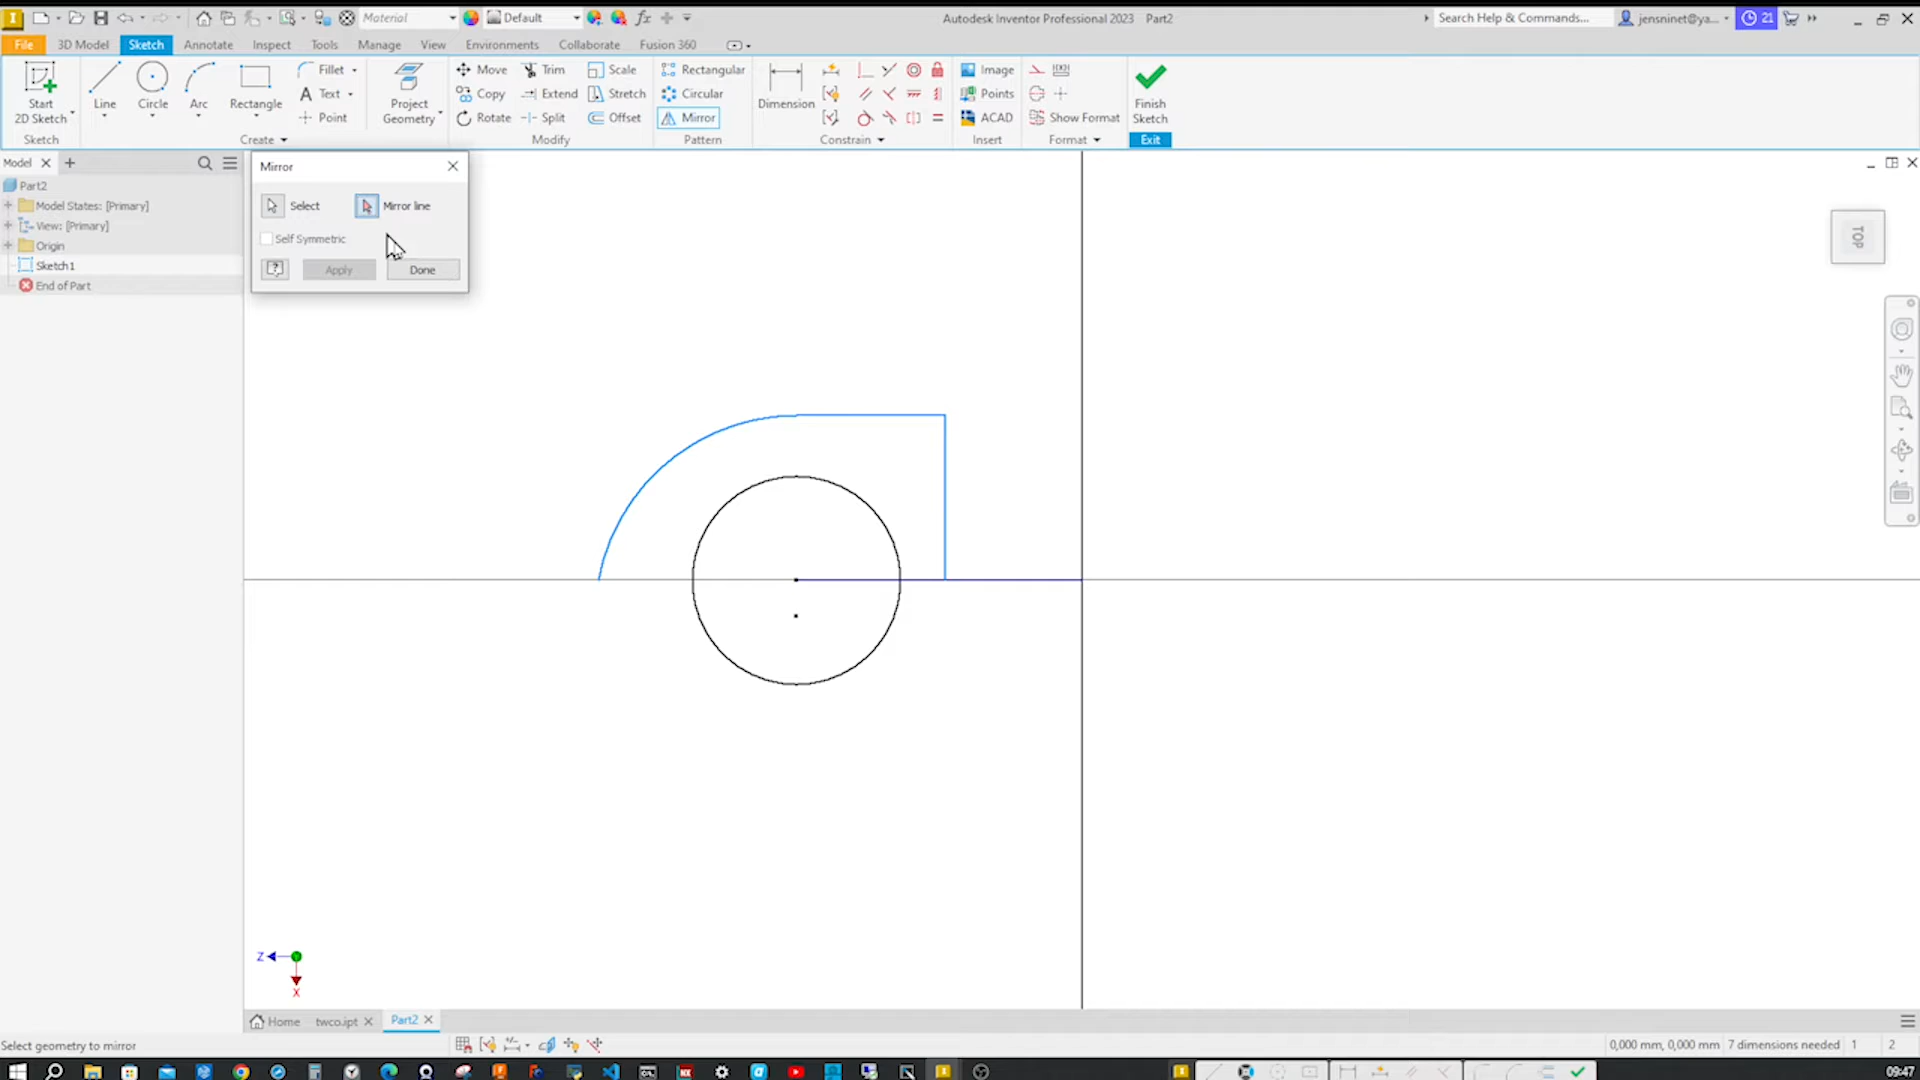 Material Default Autodesk Inventor Professional 2023 Part2 Search Help & Commands... jensninet@ya... 21
File 3D Model Sketch Annotate Inspect Tools Manage View Environments Collaborate Fusion 360
Start 2D Sketch Line Circle Arc Rectangle Fillet Text Point Project Geometry
Move Trim Scale
Copy Extend Stretch
Rotate Split Offset
Rectangular
Circular
Mirror
Dimension
Image
Points
ACAD
Show Format
Finish Sketch
Sketch Create Modify Pattern Constrain Insert Format Exit
Model
Part2
Model States: [Primary]
View: [Primary]
Origin
Sketch1
End of Part
Mirror
Select Mirror line
Self Symmetric
Apply Done
TOP
Z
X
Home twco.ipt Part2
Select geometry to mirror 0,000 mm, 0,000 mm 7 dimensions needed 1 2
09:47